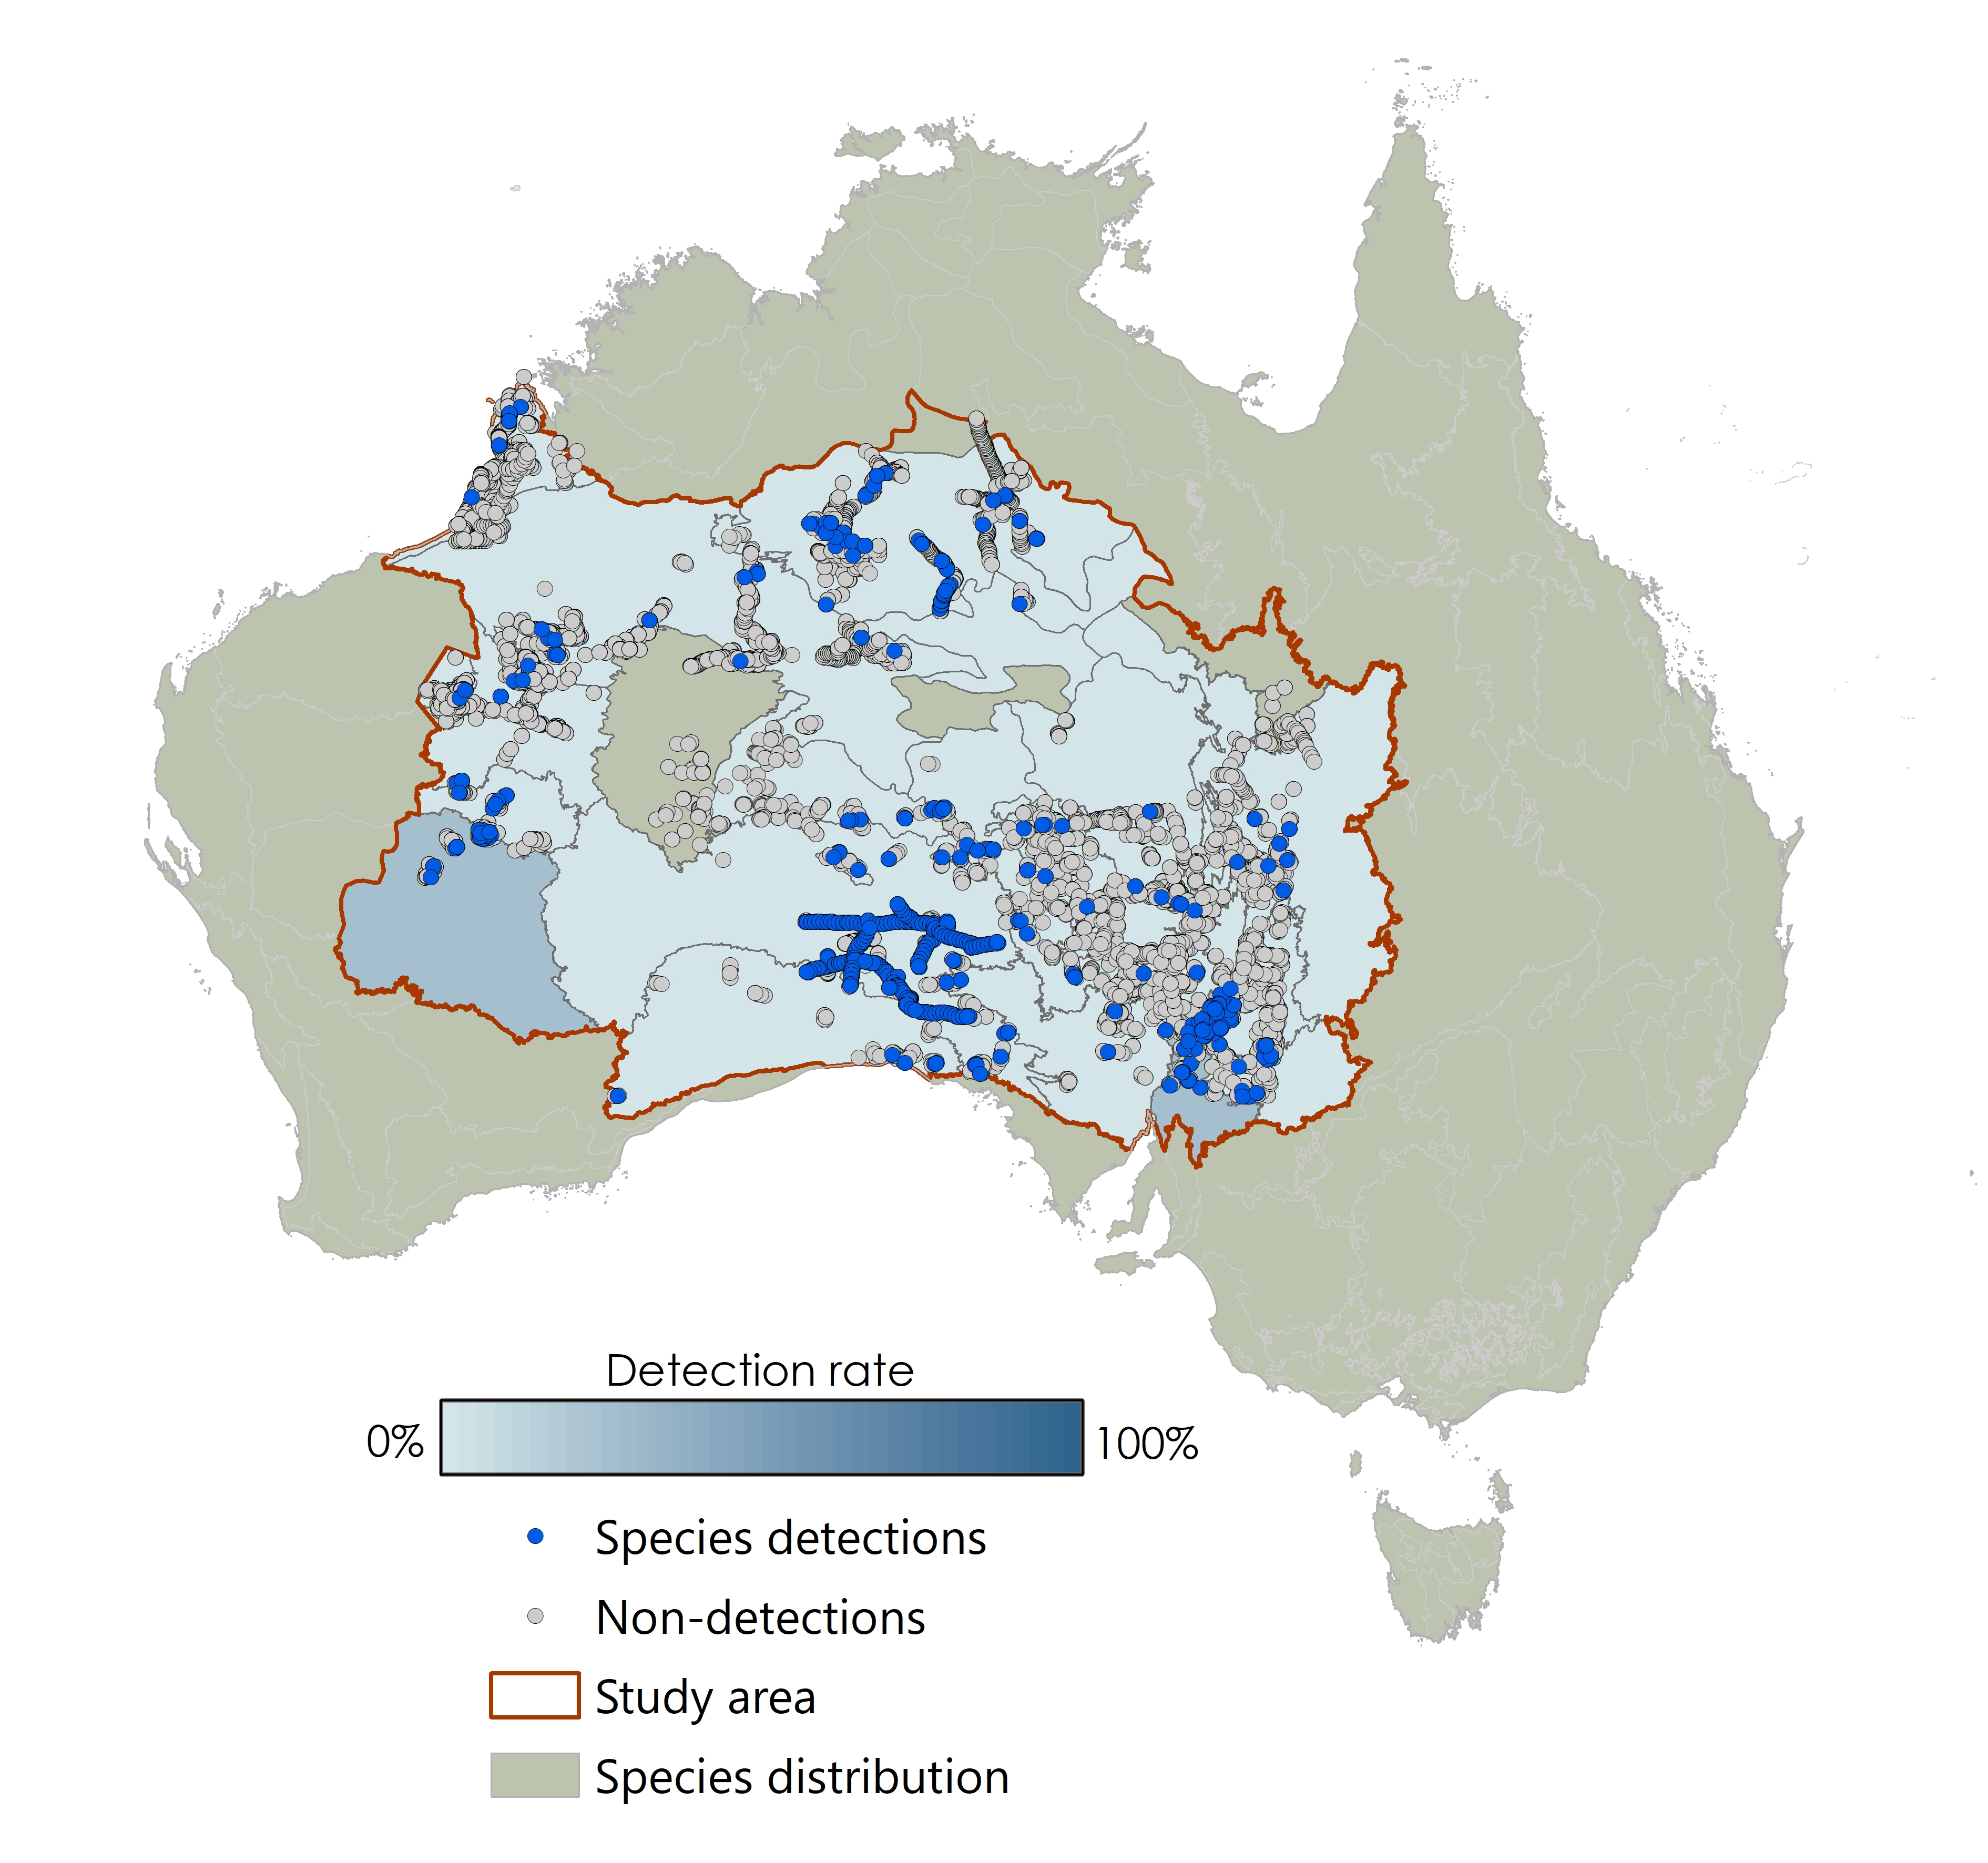 Detection rate
0% 100%
Species detections
Non-detections
Study area
Species distribution